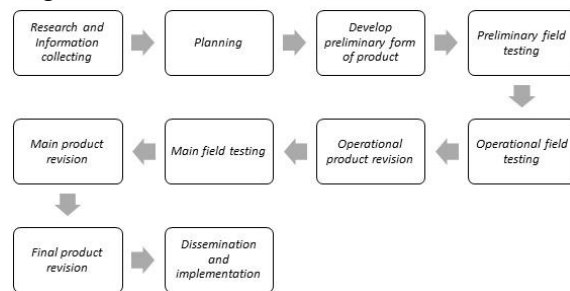 Research and
Information
collecting
Planning
Develop
preliminary form
of product
Preliminary field
testing
Operational field
testing
Operational
product revision
Main field testing
Main product
revision
Final product
revision
Dissemination
and
implementation